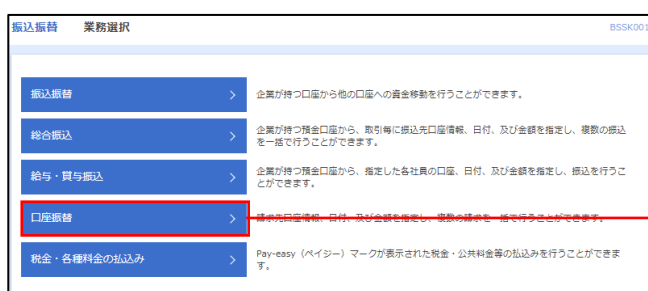 振込振替 業務選択 BSSK001
振込振替
企業が持つ口座から他の口座への資金移動を行うことができます。
総合振込
企業が持つ預金口座から、取引毎に振込先口座情報、日付、及び金額を指定し、複数の振込
を一括で行うことができます。
給与・賞与振込
企業が持つ預金口座から、指定した各社員の口座、日付、及び金額を指定し、振込を行うこ
とができます。
口座振替
請求先口座情報、日付、及び金額を指定し、複数の請求を一括で行うことができます。
税金・各種料金の払込み
Pay-easy（ペイジー）マークが表示された税金・公共料金等の払込みを行うことができま
す。